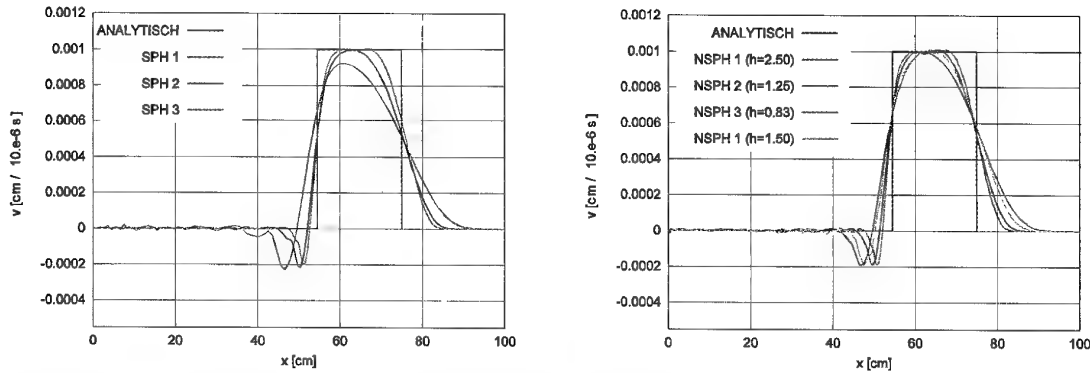 0.0012
ANALYTISCH
0.001
SPH 1
0.0008
SPH 2
0.0006
SPH 3
0.0004
0.0002
0
-0.0002
-0.0004
v [cm / 10.e-6 s]
0 20 40 60 80 100
x [cm]
0.0012
ANALYTISCH
0.001
NSPH 1 (h=2.50)
0.0008
NSPH 2 (h=1.25)
0.0006
NSPH 3 (h=0.83)
NSPH 1 (h=1.50)
0.0004
0.0002
0
-0.0002
-0.0004
v [cm / 10.e-6 s]
0 20 40 60 80 100
x [cm]